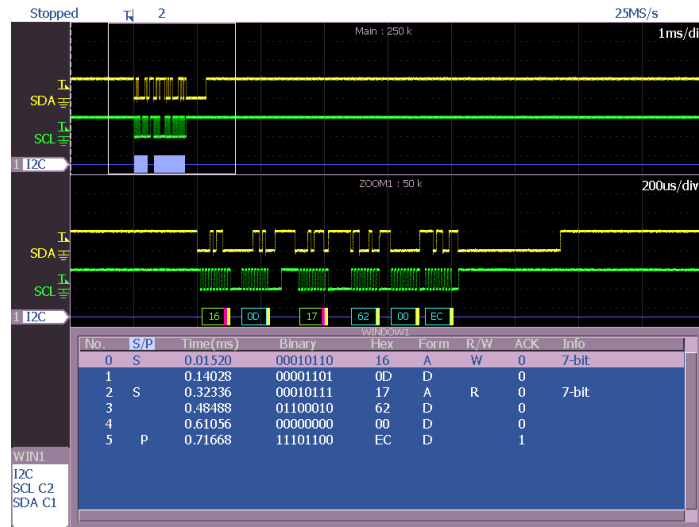 Stopped T 2 25MS/s
Main : 250 k 1ms/di
SDA
SCL
1 I2C
ZOOM1 : 50 k 200us/div
SDA
SCL
1 I2C 16 0D 17 62 00 EC
WINDOW1
No. S/P Time(ms) Binary Hex Form R/W ACK Info
0 S 0.01520 00010110 16 A W 0 7-bit
1 0.14028 00001101 0D D 0
2 S 0.32336 00010111 17 A R 0 7-bit
3 0.48488 01100010 62 D 0
4 0.61056 00000000 00 D 0
5 P 0.71668 11101100 EC D 1
WIN1
I2C
SCL C2
SDA C1